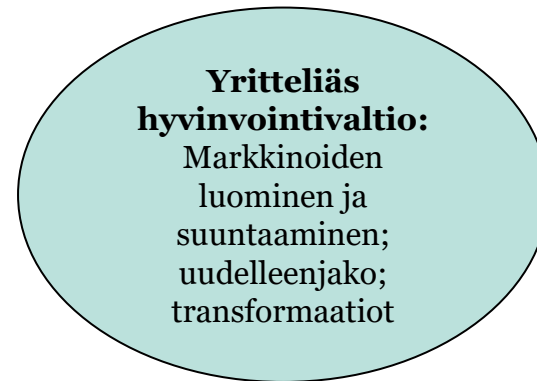 Yritteliäs
hyvinvointivaltio:
Markkinoiden
luominen ja
suuntaaminen;
uudelleenjako;
transformaatiot